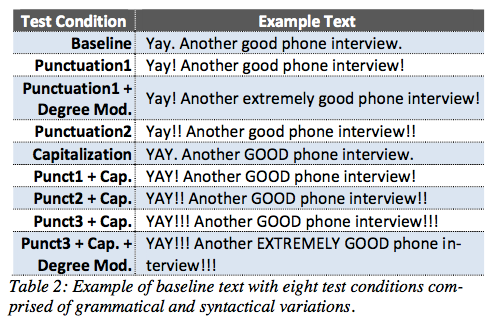 Test Condition Example Text
Baseline Yay. Another good phone interview.
Punctuation1 Yay! Another good phone interview!
Punctuation1 +
Degree Mod. Yay! Another extremely good phone interview!
Punctuation2 Yay!! Another good phone interview!!
Capitalization YAY. Another GOOD phone interview.
Punct1 + Cap. YAY! Another GOOD phone interview!
Punct2 + Cap. YAY!! Another GOOD phone interview!!
Punct3 + Cap. YAY!!! Another GOOD phone interview!!!
Punct3 + Cap. + YAY!!! Another EXTREMELY GOOD phone in-
Degree Mod. terview!!!
Table 2: Example of baseline text with eight test conditions com-
prised of grammatical and syntactical variations.